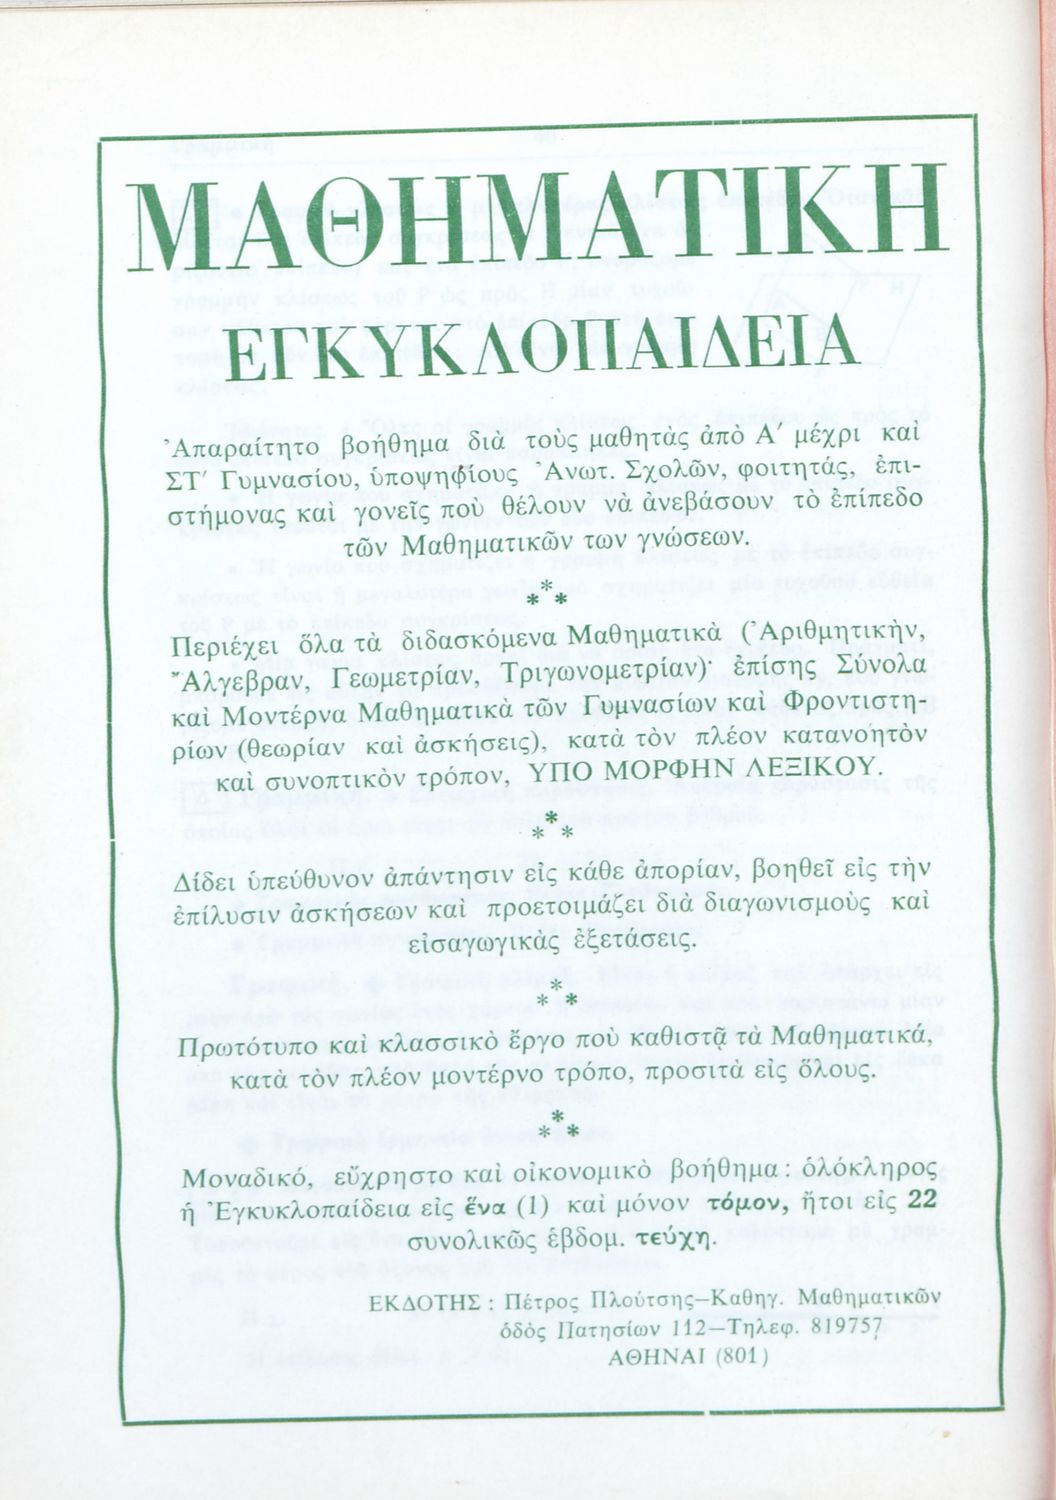 ΜΑΘΗΜΑΤΙΚΗ
ΕΓΚΥΚΛΟΠΑΙΔΕΙΑ
Ἀπαραίτητο βοήθημα διὰ τοὺς μαθητὰς ἀπὸ Α′ μέχρι καὶ
ΣΤ′ Γυμνασίου, ὑποψηφίους Ἀνωτ. Σχολῶν, φοιτητάς, ἐπι-
στήμονας καὶ γονεῖς ποὺ θέλουν νὰ ἀνεβάσουν τὸ ἐπίπεδο
τῶν Μαθηματικῶν των γνώσεων.
***
Περιέχει ὅλα τὰ διδασκόμενα Μαθηματικὰ (Ἀριθμητικὴν,
Ἄλγεβραν, Γεωμετρίαν, Τριγωνομετρίαν)· ἐπίσης Σύνολα
καὶ Μοντέρνα Μαθηματικὰ τῶν Γυμνασίων καὶ Φροντιστη-
ρίων (θεωρίαν καὶ ἀσκήσεις), κατὰ τὸν πλέον κατανοητὸν
καὶ συνοπτικὸν τρόπον, ΥΠΟ ΜΟΡΦΗΝ ΛΕΞΙΚΟΥ.
***
Δίδει ὑπεύθυνον ἀπάντησιν εἰς κάθε ἀπορίαν, βοηθεῖ εἰς τὴν
ἐπίλυσιν ἀσκήσεων καὶ προετοιμάζει διὰ διαγωνισμοὺς καὶ
εἰσαγωγικὰς ἐξετάσεις.
***
Πρωτότυπο καὶ κλασσικὸ ἔργο ποὺ καθιστᾷ τὰ Μαθηματικά,
κατὰ τὸν πλέον μοντέρνο τρόπο, προσιτὰ εἰς ὅλους.
***
Μοναδικό, εὔχρηστο καὶ οἰκονομικὸ βοήθημα: ὁλόκληρος
ἡ Ἐγκυκλοπαίδεια εἰς ἕνα (1) καὶ μόνον τόμον, ἤτοι εἰς 22
συνολικῶς ἑβδομ. τεύχη.
ΕΚΔΟΤΗΣ: Πέτρος Πλούτσης–Καθηγ. Μαθηματικῶν
ὁδὸς Πατησίων 112–Τηλεφ. 819757
ΑΘΗΝΑΙ (801)